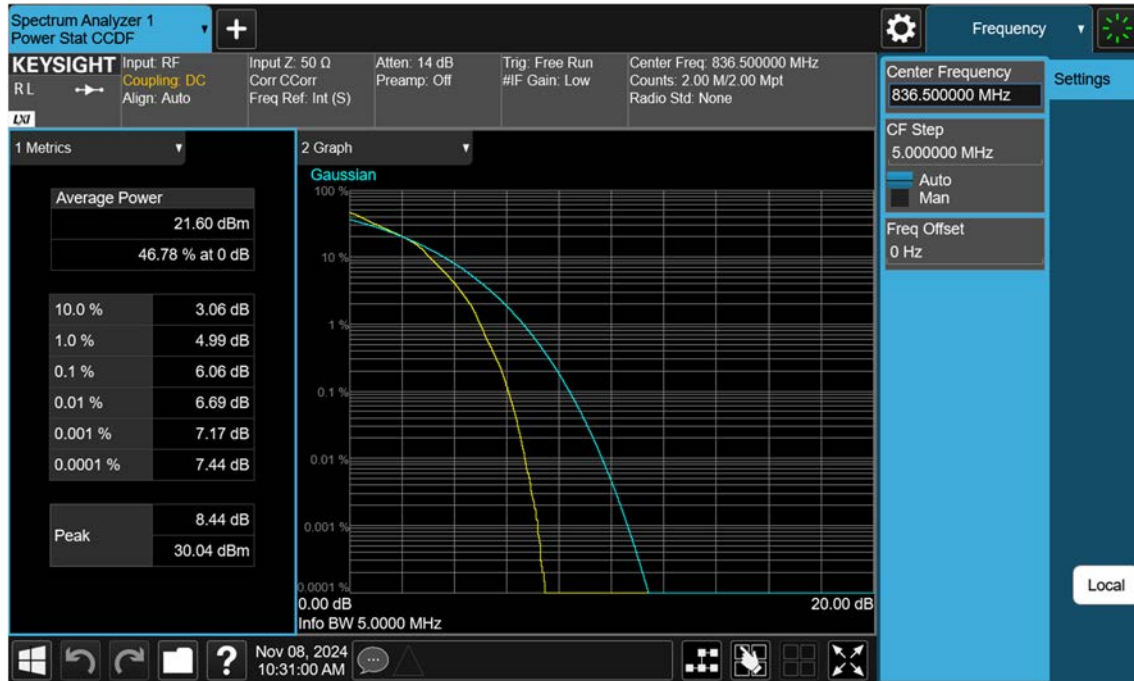 Spectrum Analyzer 1
Power Stat CCDF
+
Frequency
KEYSIGHT
RL
LXI
Input: RF
Coupling: DC
Align: Auto
Input Z: 50 Ω
Corr CCorr
Freq Ref: Int (S)
Atten: 14 dB
Preamp: Off
Trig: Free Run
#IF Gain: Low
Center Freq: 836.500000 MHz
Counts: 2.00 M/2.00 Mpt
Radio Std: None
Center Frequency
836.500000 MHz
Settings
CF Step
5.000000 MHz
Auto
Man
Freq Offset
0 Hz
Local
1 Metrics
Average Power
21.60 dBm
46.78 % at 0 dB
10.0 % 3.06 dB
1.0 % 4.99 dB
0.1 % 6.06 dB
0.01 % 6.69 dB
0.001 % 7.17 dB
0.0001 % 7.44 dB
Peak
8.44 dB
30.04 dBm
2 Graph
Gaussian
100 %
10 %
1 %
0.1 %
0.01 %
0.001 %
0.0001 %
0.00 dB 20.00 dB
Info BW 5.0000 MHz
?
Nov 08, 2024
10:31:00 AM